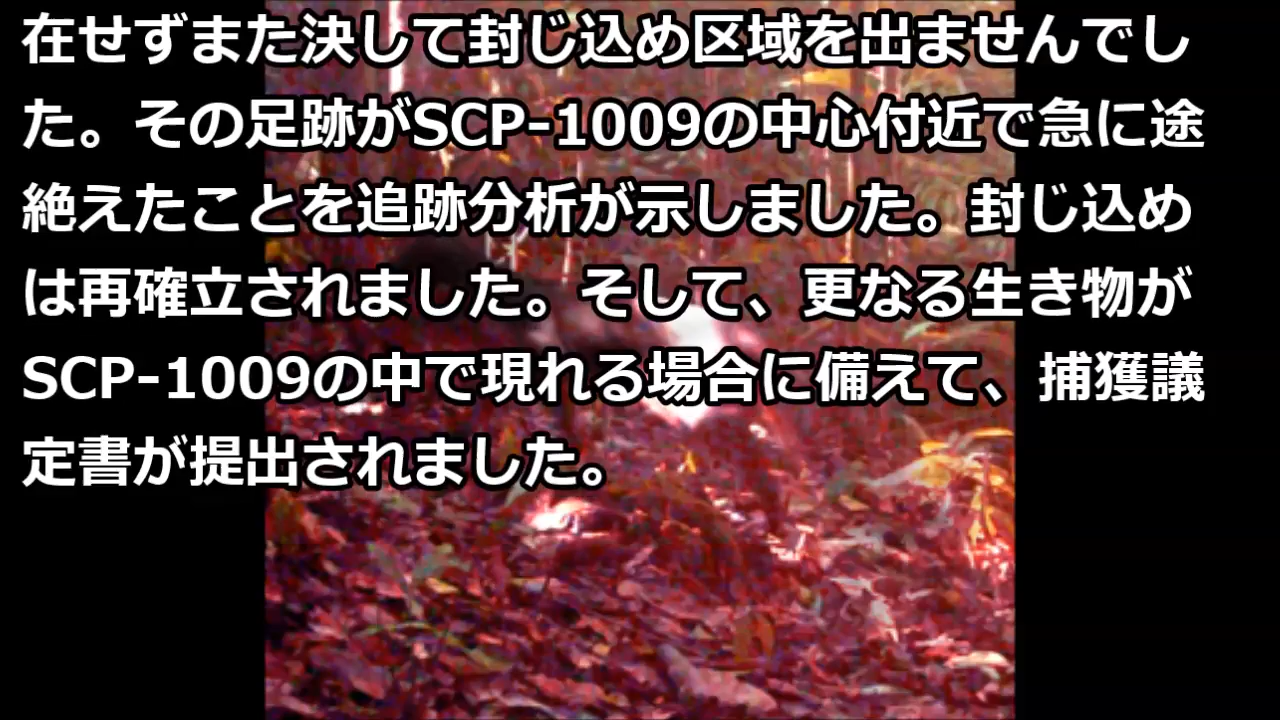 在せずまた決して封じ込め区域を出ませんでし
た。その足跡がSCP-1009の中心付近で急に途
絶えたことを追跡分析が示しました。封じ込め
は再確立されました。そして、更なる生き物が
SCP-1009の中で現れる場合に備えて、捕獲議
定書が提出されました。